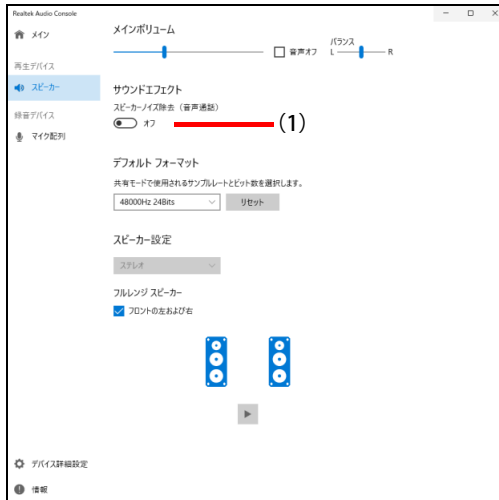 Realtek Audio Console
メイン
再生デバイス
スピーカー
録音デバイス
マイク配列
デバイス詳細設定
情報
メインボリューム
音声オフ
バランス
L R
サウンドエフェクト
スピーカーノイズ除去（音声通話）
オフ
(1)
デフォルト フォーマット
共有モードで使用されるサンプルレートとビット数を選択します。
48000Hz 24Bits
リセット
スピーカー設定
ステレオ
フルレンジ スピーカー
フロントの左および右